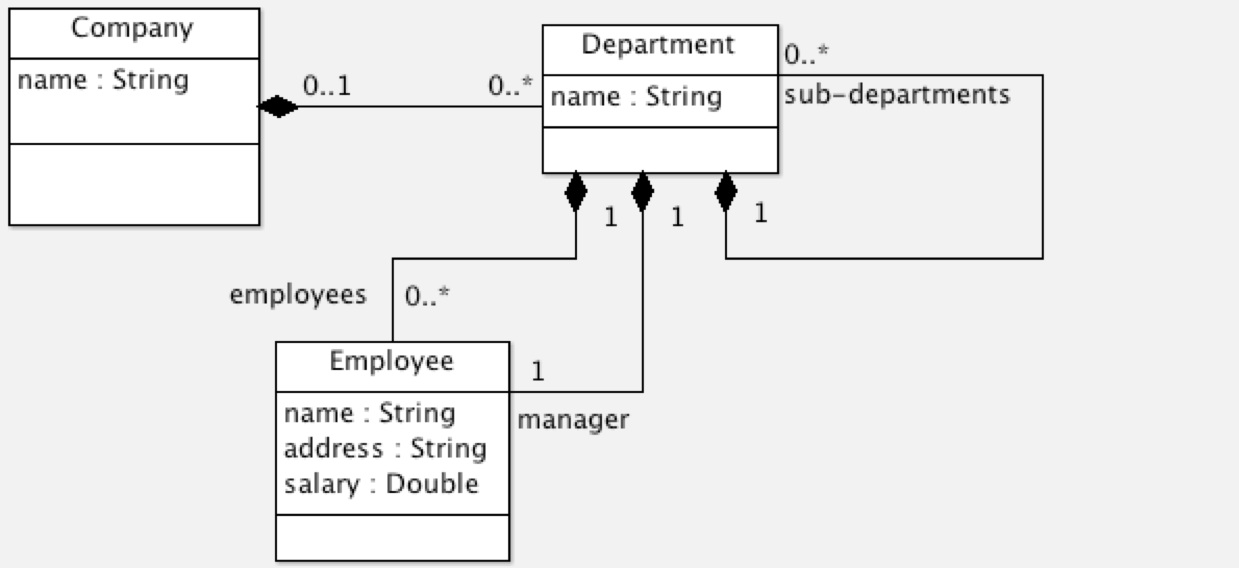 Company
name : String
0..1
0..*
Department
name : String
0..*
sub-departments
1
1
1
employees
0..*
Employee
name : String
address : String
salary : Double
1
manager